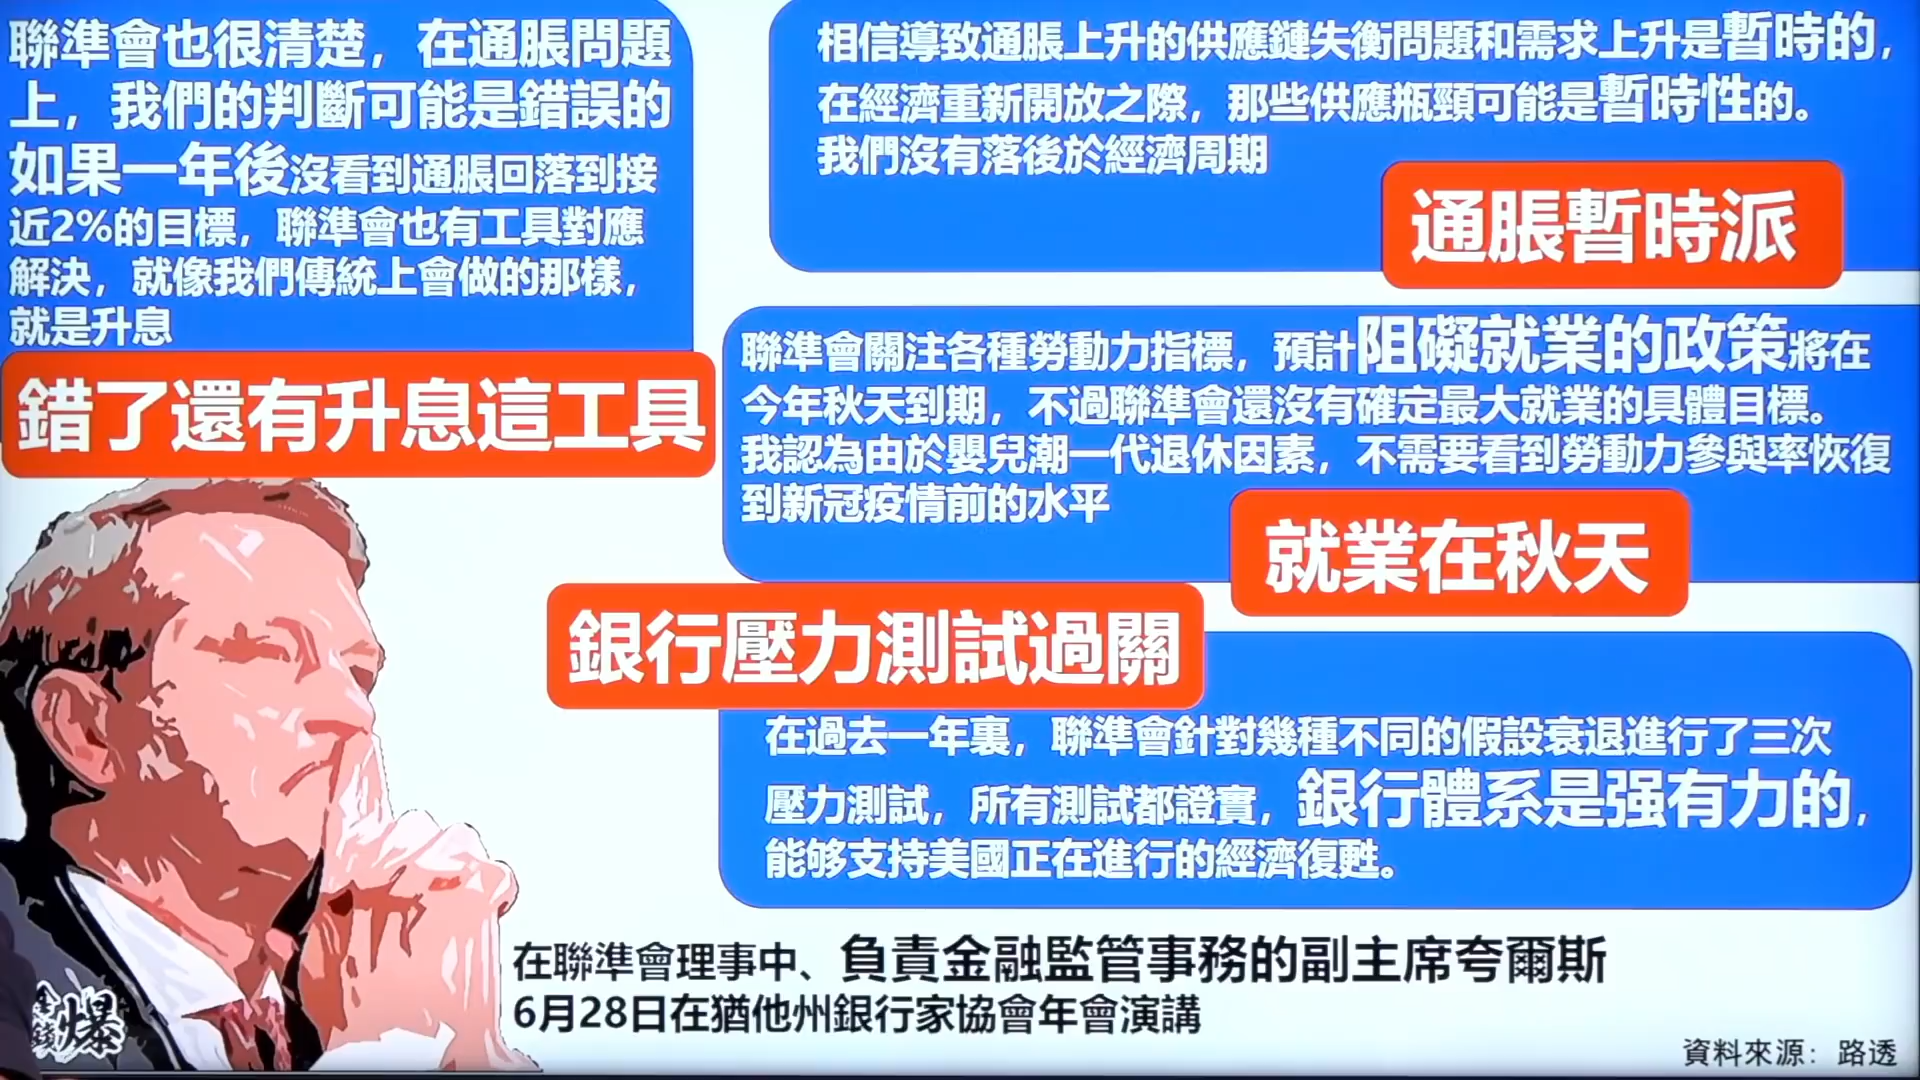 聯準會也很清楚，在通脹問題
上，我們的判斷可能是錯誤的
如果一年後沒看到通脹回落到接
近2%的目標，聯準會也有工具對應
解決，就像我們傳統上會做的那樣，
就是升息
錯了還有升息這工具
相信導致通脹上升的供應鏈失衡問題和需求上升是暫時的，
在經濟重新開放之際，那些供應瓶頸可能是暫時性的。
我們沒有落後於經濟周期
通脹暫時派
聯準會關注各種勞動力指標，預計阻礙就業的政策將在
今年秋天到期，不過聯準會還沒有確定最大就業的具體目標。
我認為由於嬰兒潮一代退休因素，不需要看到勞動力參與率恢復
到新冠疫情前的水平
就業在秋天
銀行壓力測試過關
在過去一年裏，聯準會針對幾種不同的假設衰退進行了三次
壓力測試，所有測試都證實，銀行體系是强有力的，
能够支持美國正在進行的經濟復甦。
在聯準會理事中、負責金融監管事務的副主席夸爾斯
6月28日在猶他州銀行家協會年會演講
金錢爆
資料來源：路透